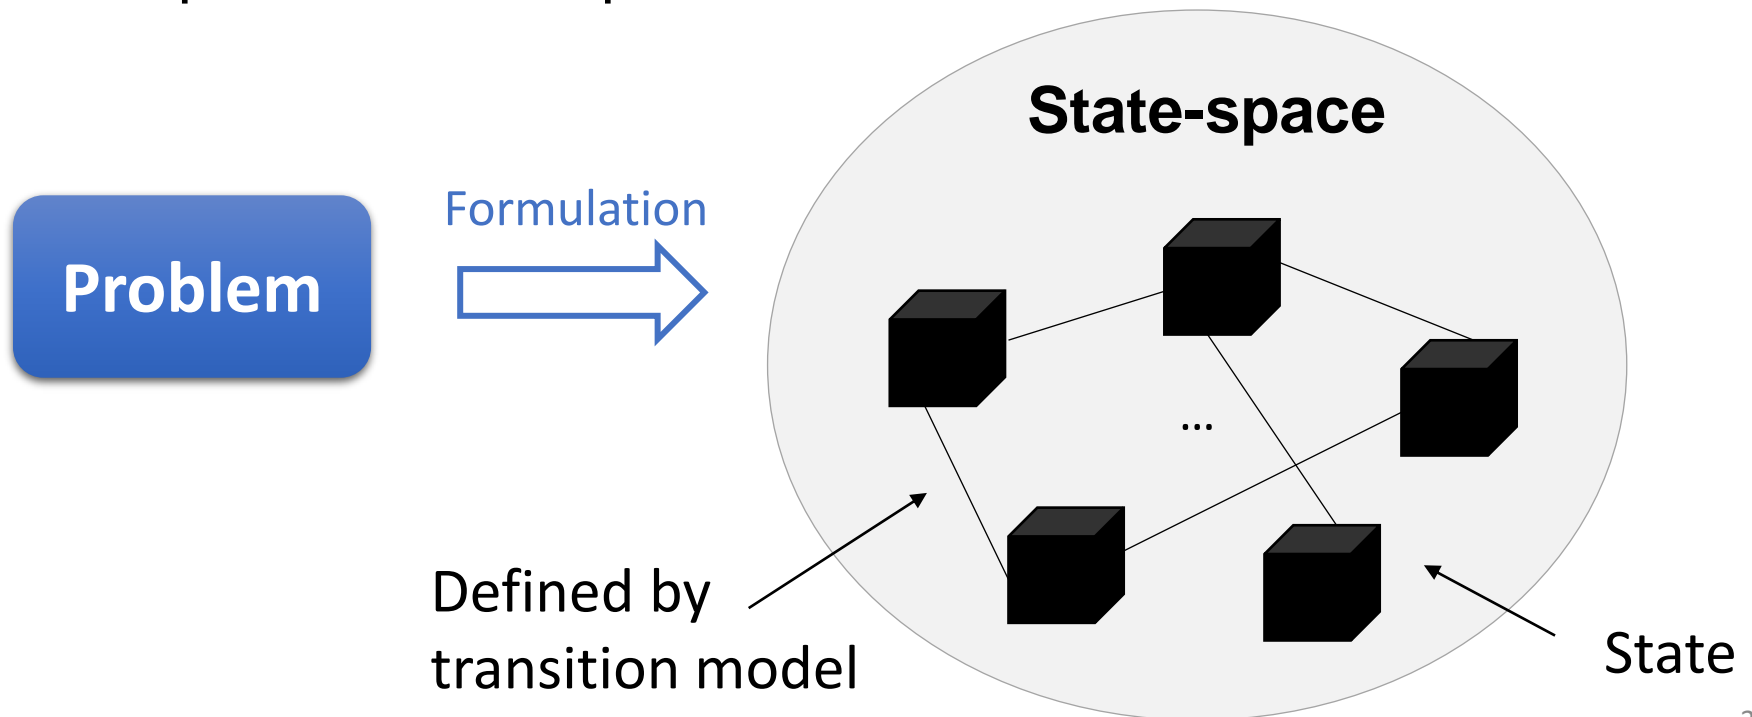 State-space
Formulation
Problem
...
Defined by
transition model
State